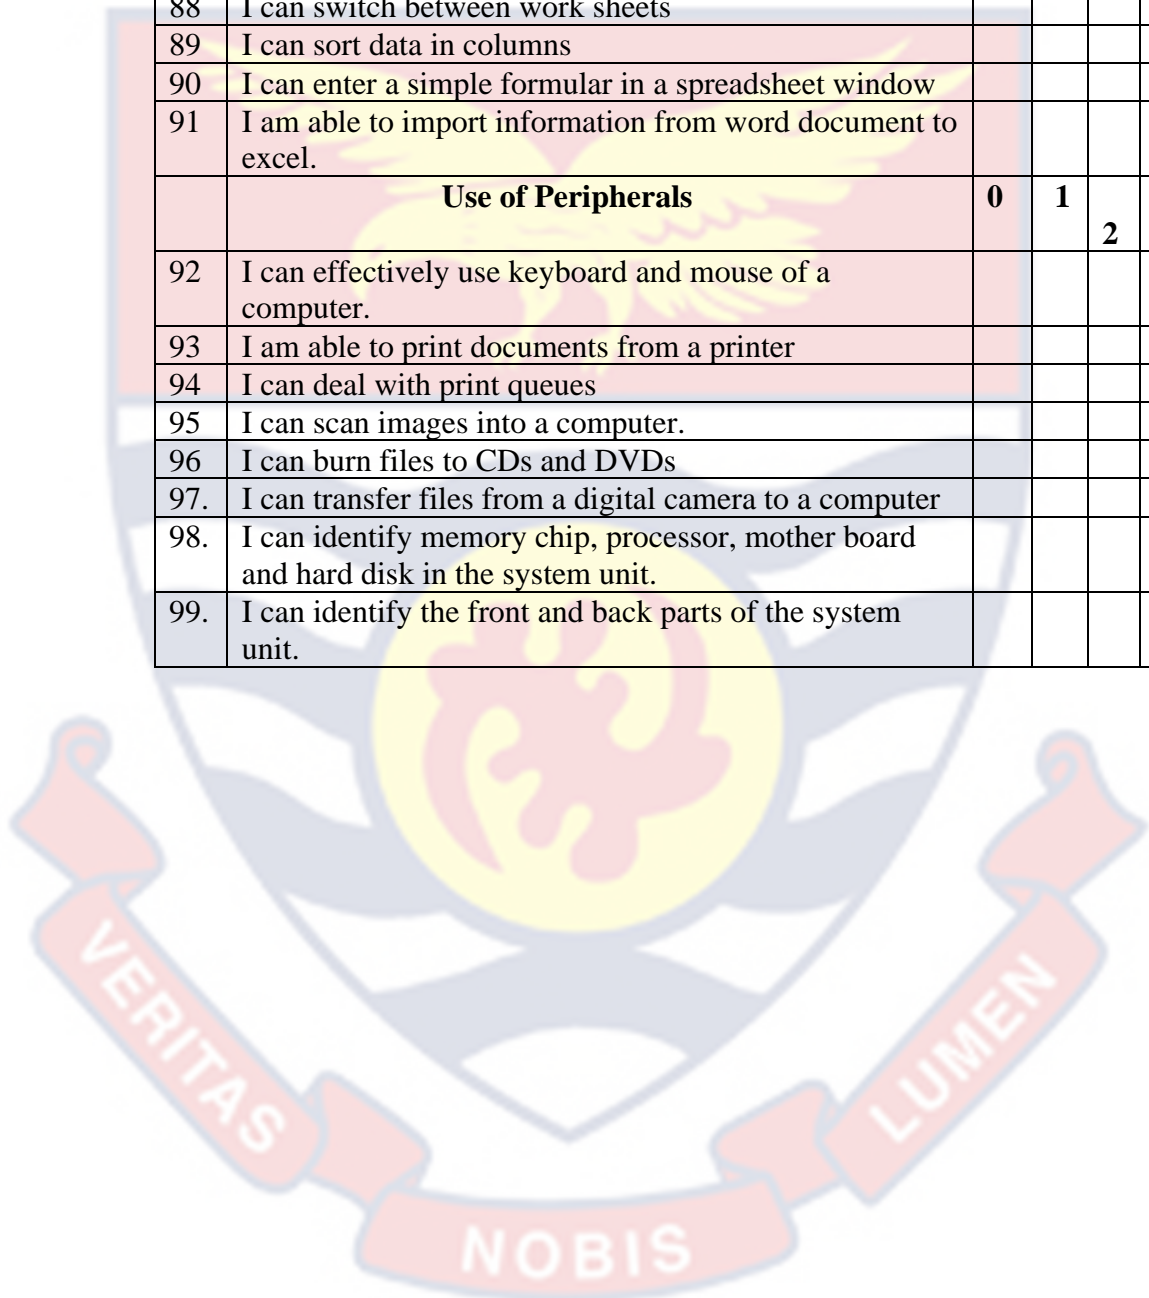 88 I can switch between work sheets
89 I can sort data in columns
90 I can enter a simple formular in a spreadsheet window
91 I am able to import information from word document to
excel.
Use of Peripherals 0 1
2
92 I can effectively use keyboard and mouse of a
computer.
93 I am able to print documents from a printer
94 I can deal with print queues
95 I can scan images into a computer.
96 I can burn files to CDs and DVDs
97. I can transfer files from a digital camera to a computer
98. I can identify memory chip, processor, mother board
and hard disk in the system unit.
99. I can identify the front and back parts of the system
unit.
VERITAS
NOBIS
LUMEN